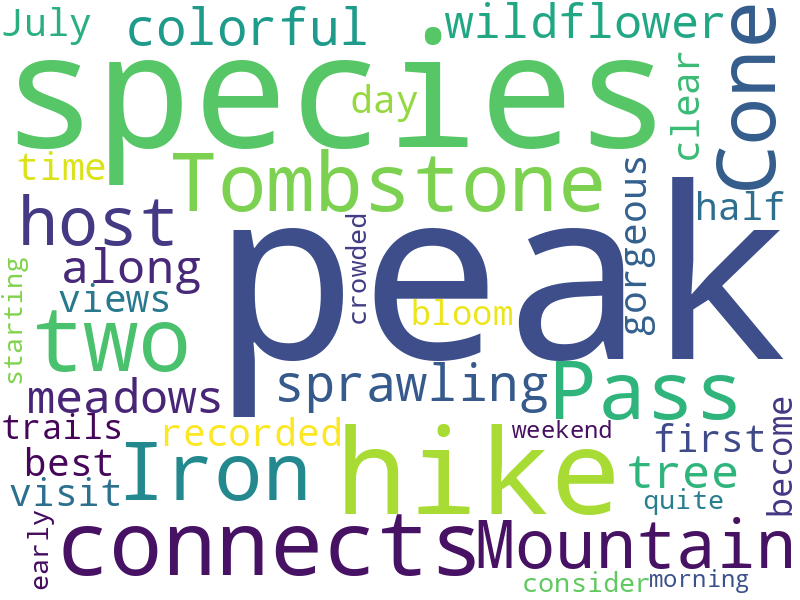 July
colorful
wildflower
Cone
species
day
clear
time
Tombstone
host
gorgeous
half
peak
along
crowded
views
starting
bloom
two
sprawling
Pass
meadows
trails
recorded
hike
weekend
first
become
best
Iron
tree
visit
quite
early
connects
Mountain
consider
morning